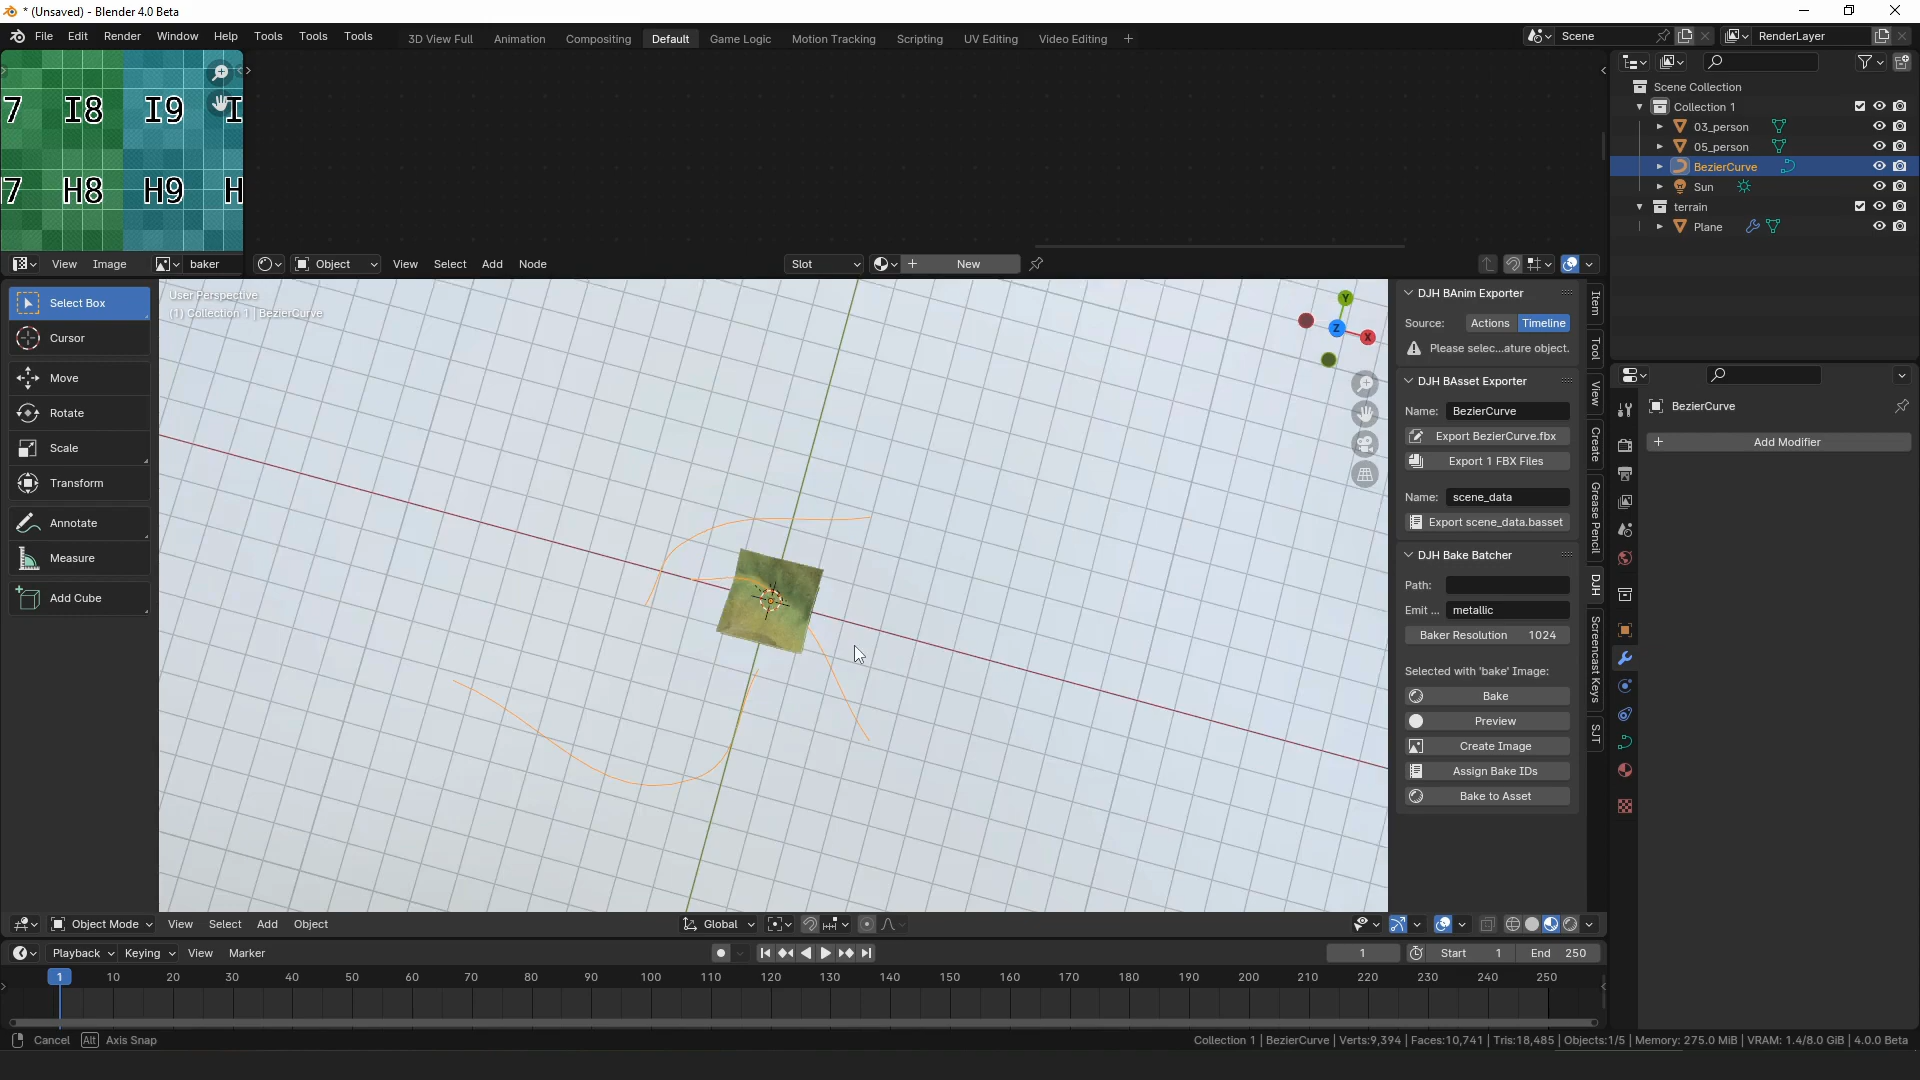 * (Unsaved) - Blender 4.0 Beta
File Edit Render Window Help Tools Tools Tools
3D View Full Animation Compositing Default Game Logic Motion Tracking Scripting UV Editing Video Editing +
Scene
RenderLayer
7 I8 I9 I
7 H8 H9 H
View Image baker
Object View Select Add Node
Slot
New
Scene Collection
Collection 1
03_person
05_person
BezierCurve
Sun
terrain
Plane
Select Box
Cursor
Move
Rotate
Scale
Transform
Annotate
Measure
Add Cube
User Perspective
(1) Collection 1 | BezierCurve
Y
Z
X
DJH BAnim Exporter
Source: Actions Timeline
Please selec...ature object.
DJH BAsset Exporter
Name: BezierCurve
Export BezierCurve.fbx
Export 1 FBX Files
Name: scene_data
Export scene_data.basset
DJH Bake Batcher
Path:
Emit ... metallic
Baker Resolution 1024
Selected with 'bake' Image:
Bake
Preview
Create Image
Assign Bake IDs
Bake to Asset
Item
Tool
View
Create
Grease Pencil
DJH
Screencast Keys
SJT
BezierCurve
Add Modifier
Object Mode View Select Add Object
Global
Playback Keying View Marker
1 Start 1 End 250
1 10 20 30 40 50 60 70 80 90 100 110 120 130 140 150 160 170 180 190 200 210 220 230 240 250
Cancel Alt Axis Snap
Collection 1 | BezierCurve | Verts:9,394 | Faces:10,741 | Tris:18,485 | Objects:1/5 | Memory: 275.0 MiB | VRAM: 1.4/8.0 GiB | 4.0.0 Beta